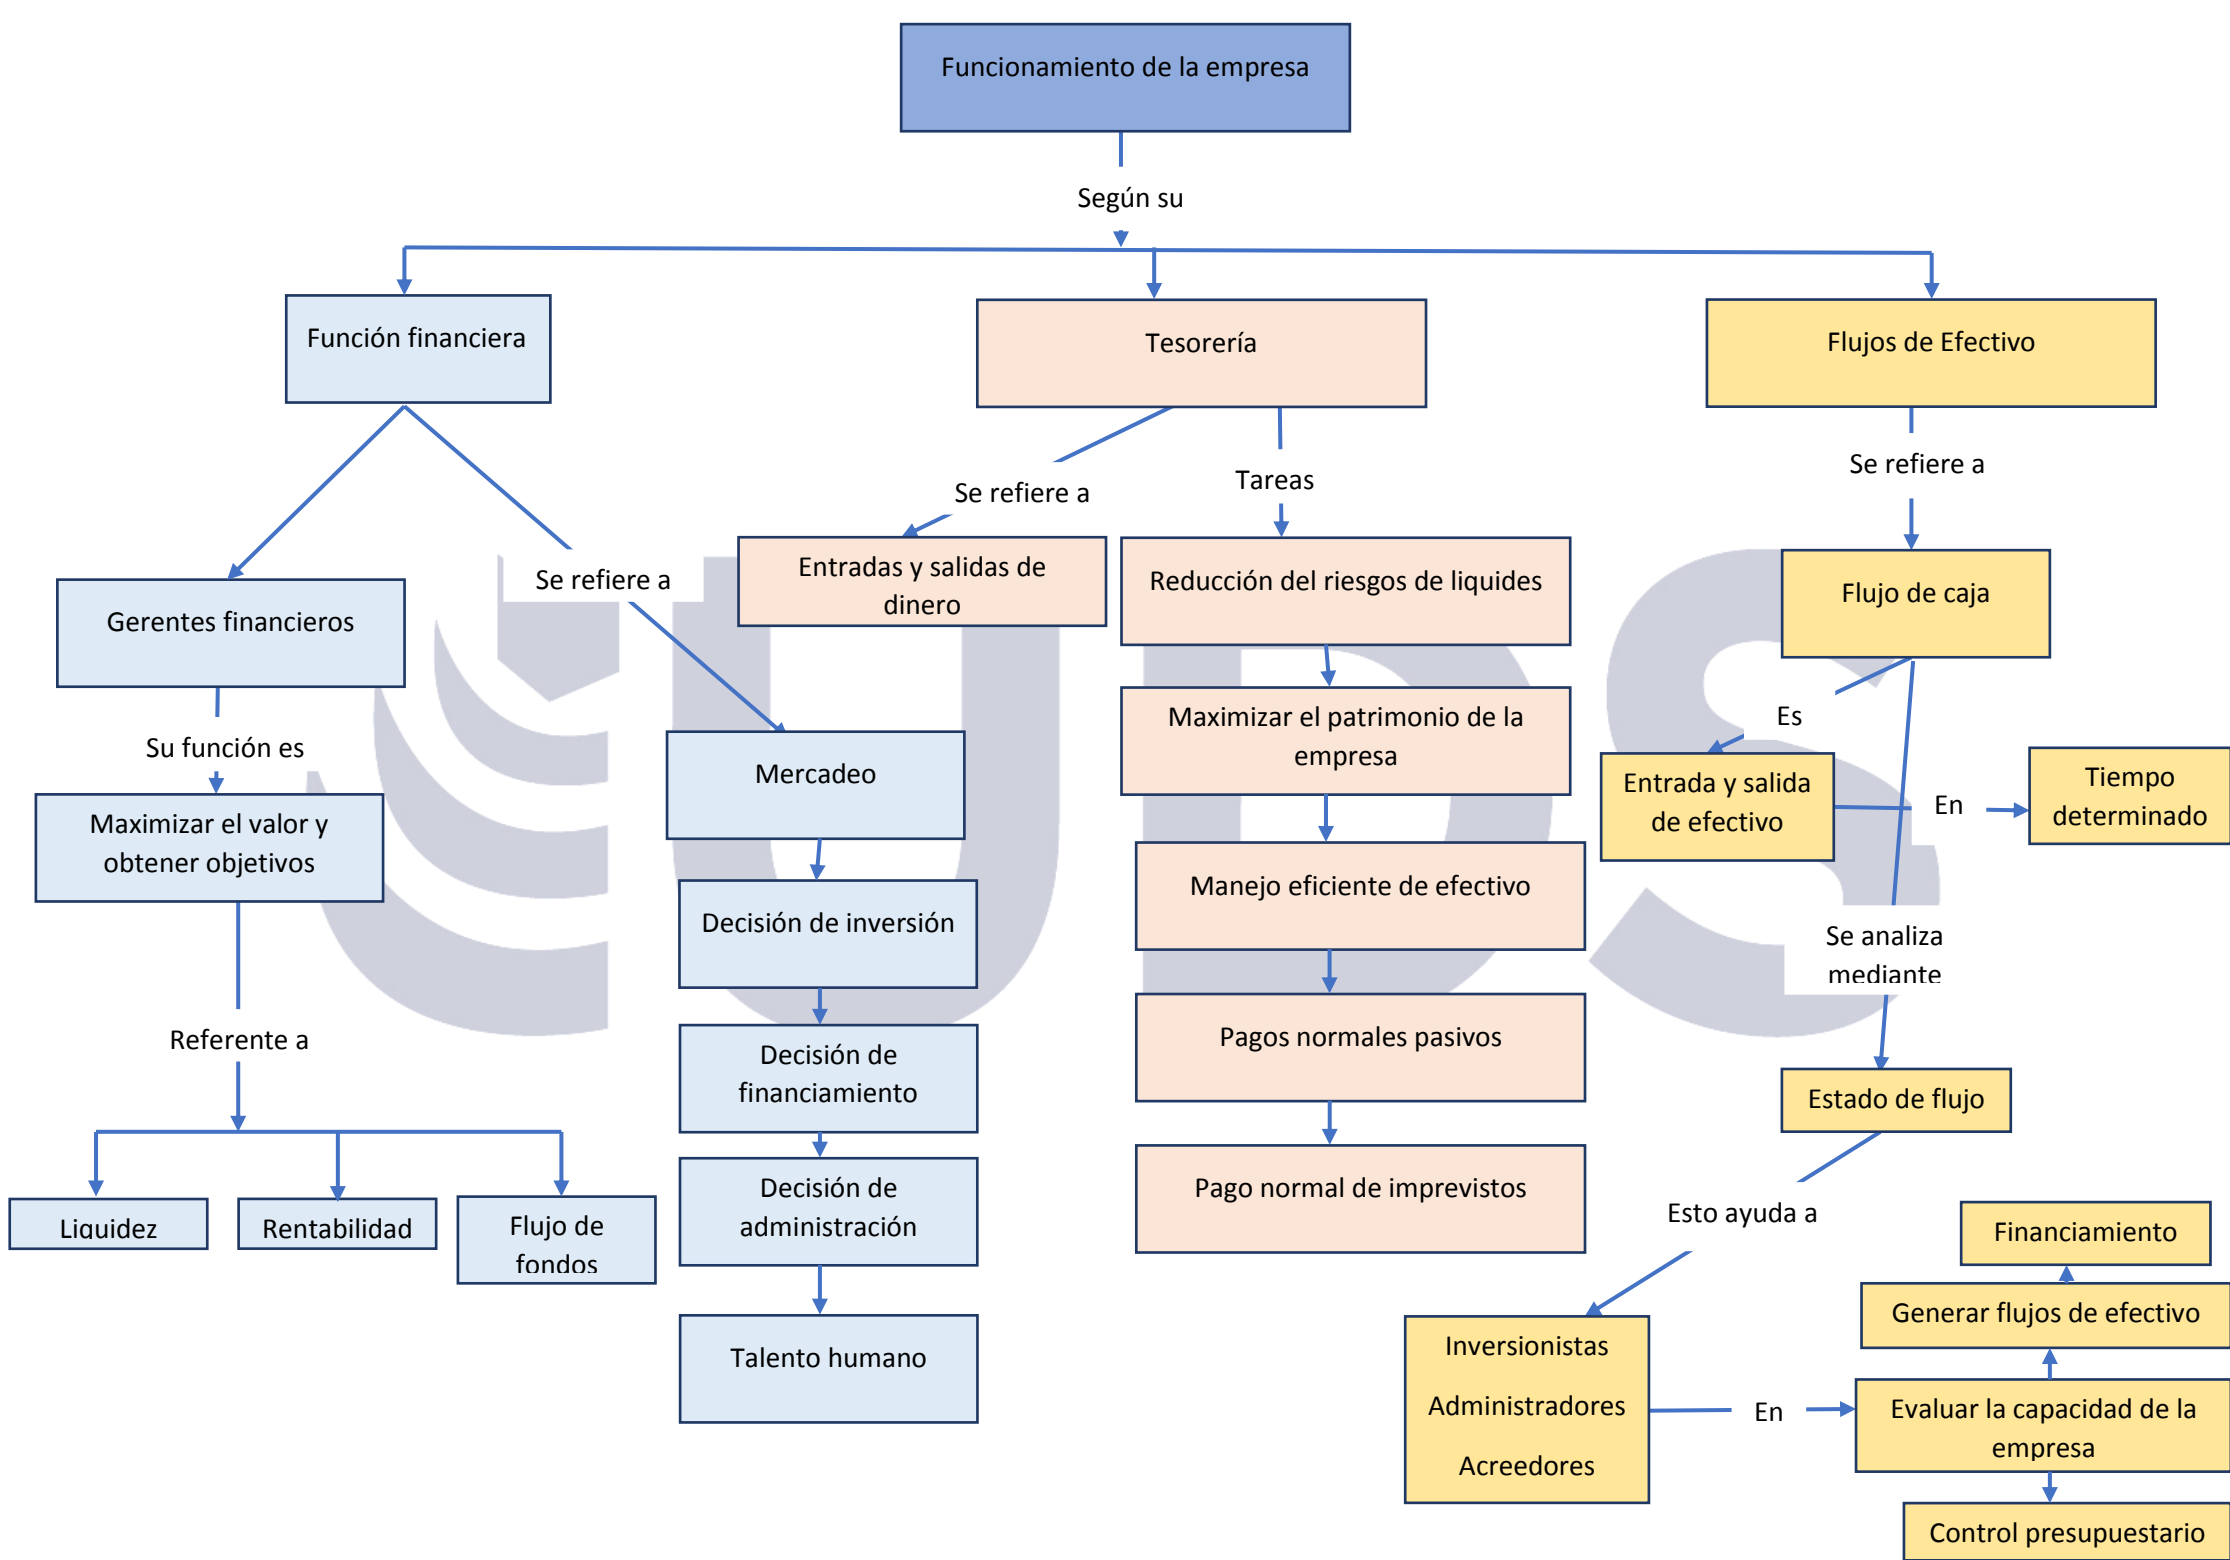 Funcionamiento de la empresa
Según su
Función financiera
Tesorería
Flujos de Efectivo
Se refiere a
Tareas
Se refiere a
Se refiere a
Entradas y salidas de
dinero
Reducción del riesgos de liquides
Flujo de caja
Gerentes financieros
Su función es
Maximizar el patrimonio de la
empresa
Es
Mercadeo
Entrada y salida
de efectivo
En
Tiempo
determinado
Maximizar el valor y
obtener objetivos
Manejo eficiente de efectivo
Decisión de inversión
Se analiza
mediante
Referente a
Pagos normales pasivos
Decisión de
financiamiento
Estado de flujo
Liquidez
Rentabilidad
Flujo de
fondos
Decisión de
administración
Pago normal de imprevistos
Esto ayuda a
Financiamiento
Generar flujos de efectivo
Talento humano
Inversionistas
Administradores
Acreedores
En
Evaluar la capacidad de la
empresa
Control presupuestario
UDS